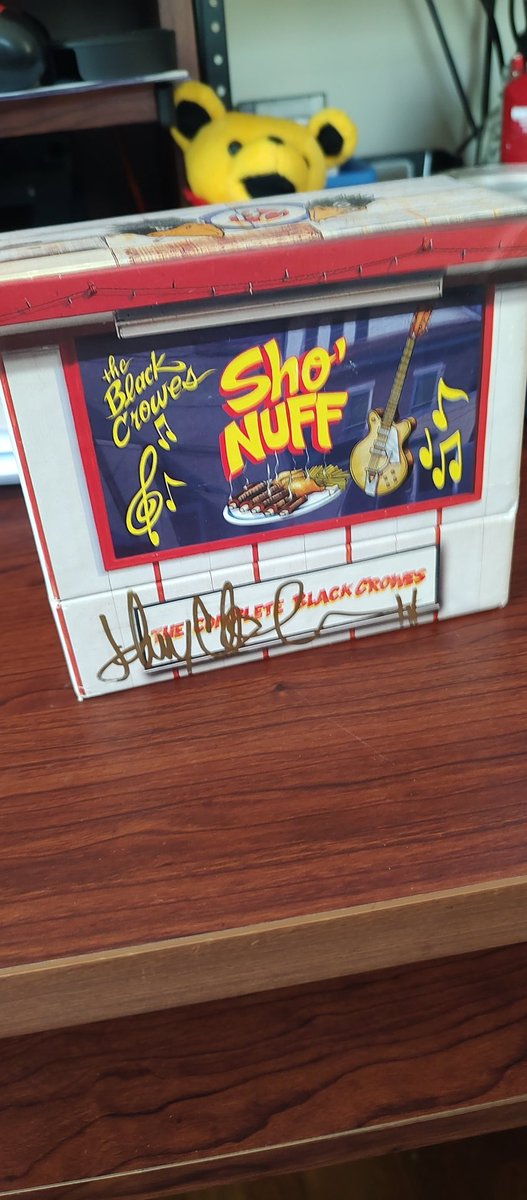 the
Black
Crowes
Sho'
NUFF
THE COMPLETE BLACK CROWES